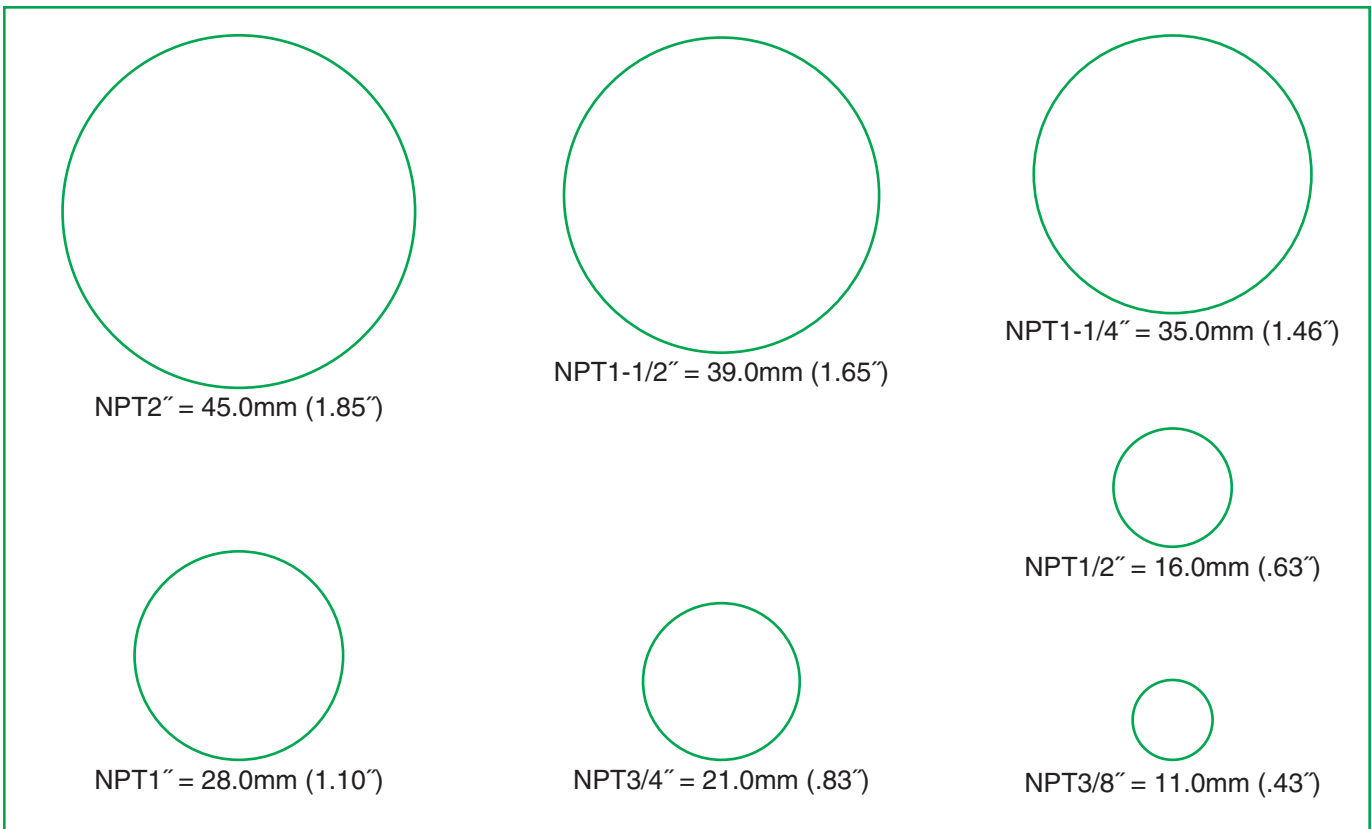 NPT1-1/4˝ = 35.0mm (1.46˝)
NPT1-1/2˝ = 39.0mm (1.65˝)
NPT2˝ = 45.0mm (1.85˝)
NPT1/2˝ = 16.0mm (.63˝)
NPT1˝ = 28.0mm (1.10˝)
NPT3/4˝ = 21.0mm (.83˝)
NPT3/8˝ = 11.0mm (.43˝)